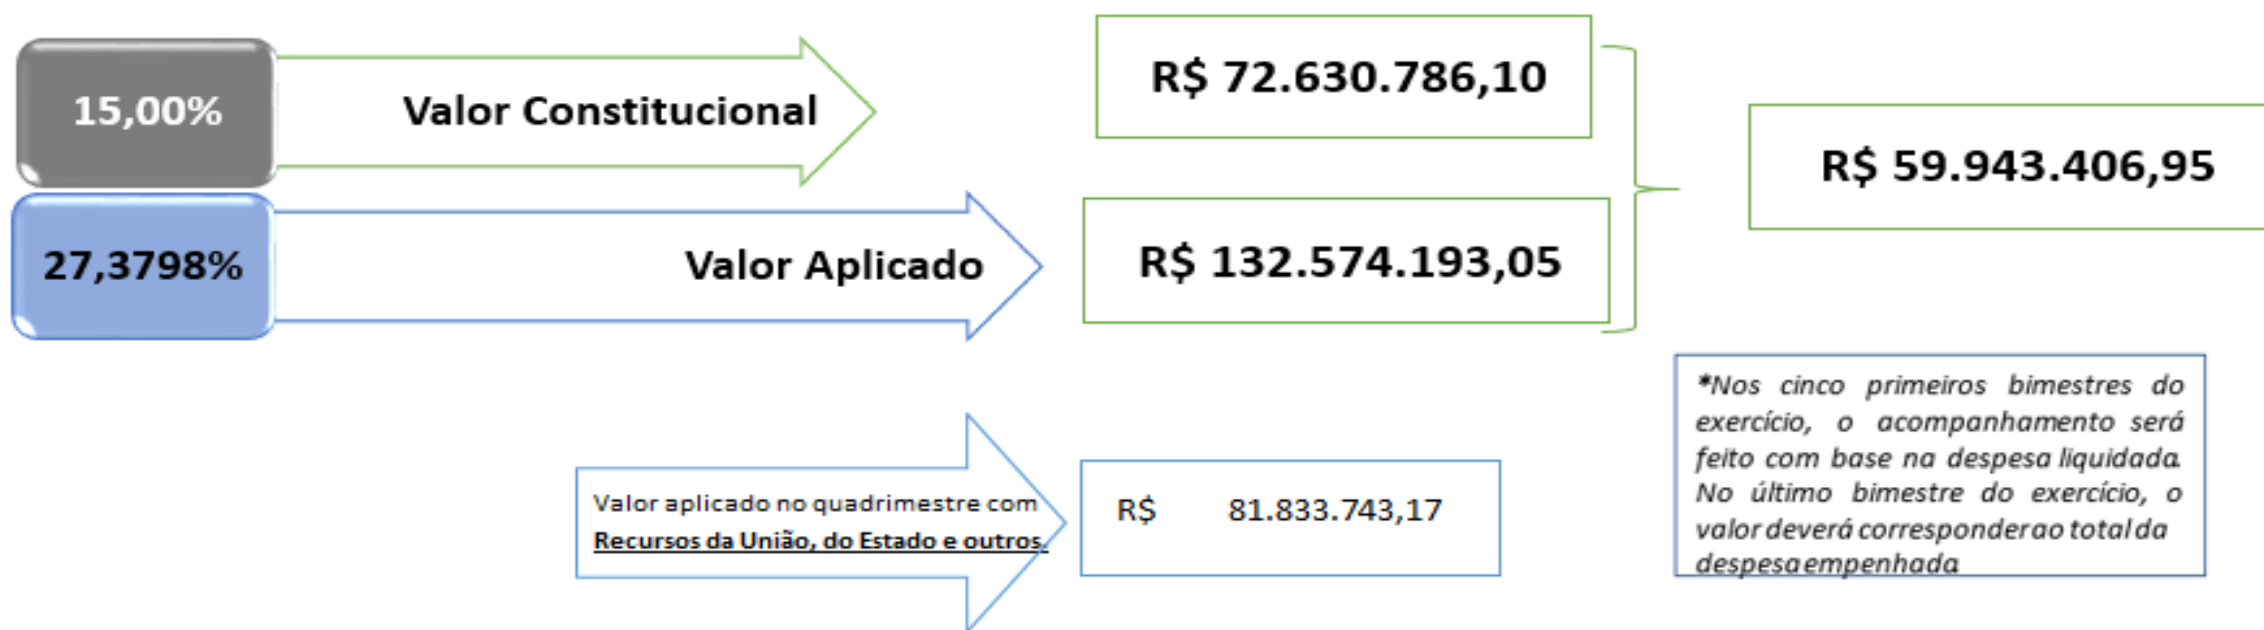 15,00%
Valor Constitucional
R$ 72.630.786,10
27,3798%
Valor Aplicado
R$ 132.574.193,05
R$ 59.943.406,95
Valor aplicado no quadrimestre com
Recursos da União, do Estado e outros.
R$ 81.833.743,17
*Nos cinco primeiros bimestres do
exercício, o acompanhamento será
feito com base na despesa liquidada.
No último bimestre do exercício, o
valor deverá corresponder ao total da
despesa empenhada